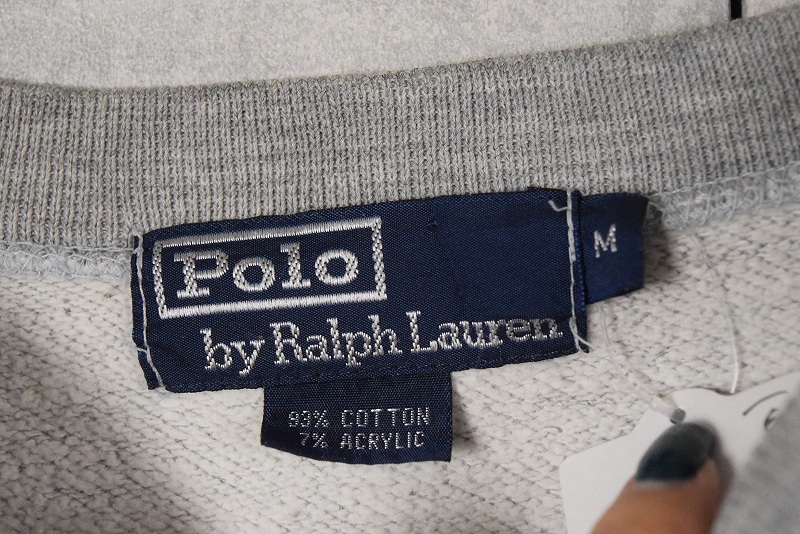 Polo
by Ralph Lauren
M
93% COTTON
7% ACRYLIC